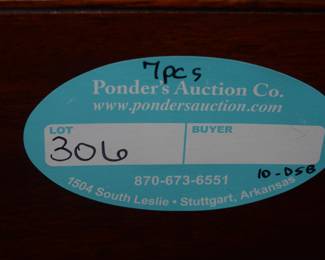 7pcs
Ponder's Auction Co.
www.pondersauction.com
LOT BUYER
306
870-673-6551
10-DSB
1504 South Leslie • Stuttgart, Arkansas